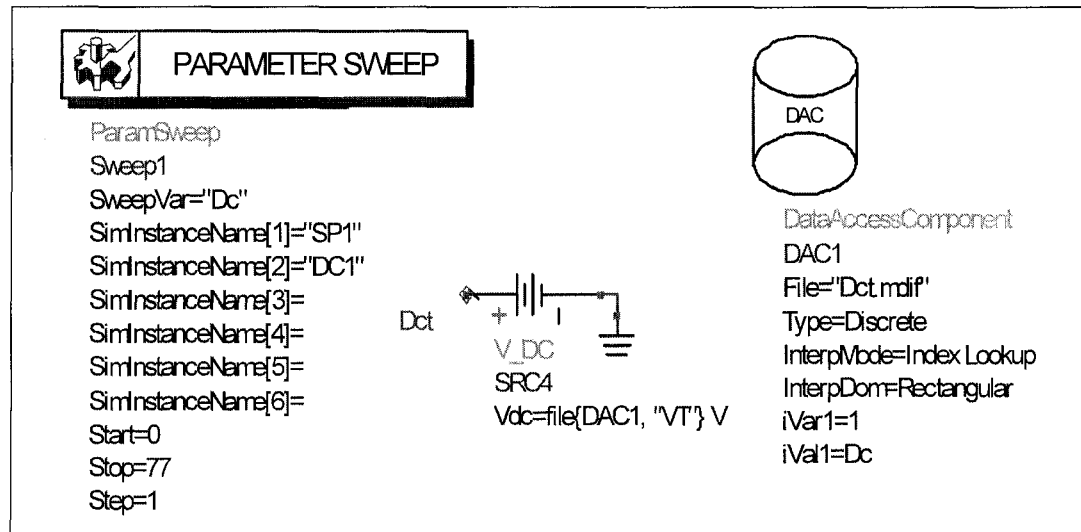 PARAMETER SWEEP
ParamSweep
Sweep1
SweepVar="Dc"
SimInstanceName[1]="SP1"
SimInstanceName[2]="DC1"
SimInstanceName[3]=
SimInstanceName[4]=
SimInstanceName[5]=
SimInstanceName[6]=
Start=0
Stop=77
Step=1
Dct
+
V_DC
SRC4
Vdc=file{DAC1, "VT"} V
DAC
DataAccessComponent
DAC1
File="Dct.mdif"
Type=Discrete
InterpMode=Index Lookup
InterpDom=Rectangular
iVar1=1
iVal1=Dc